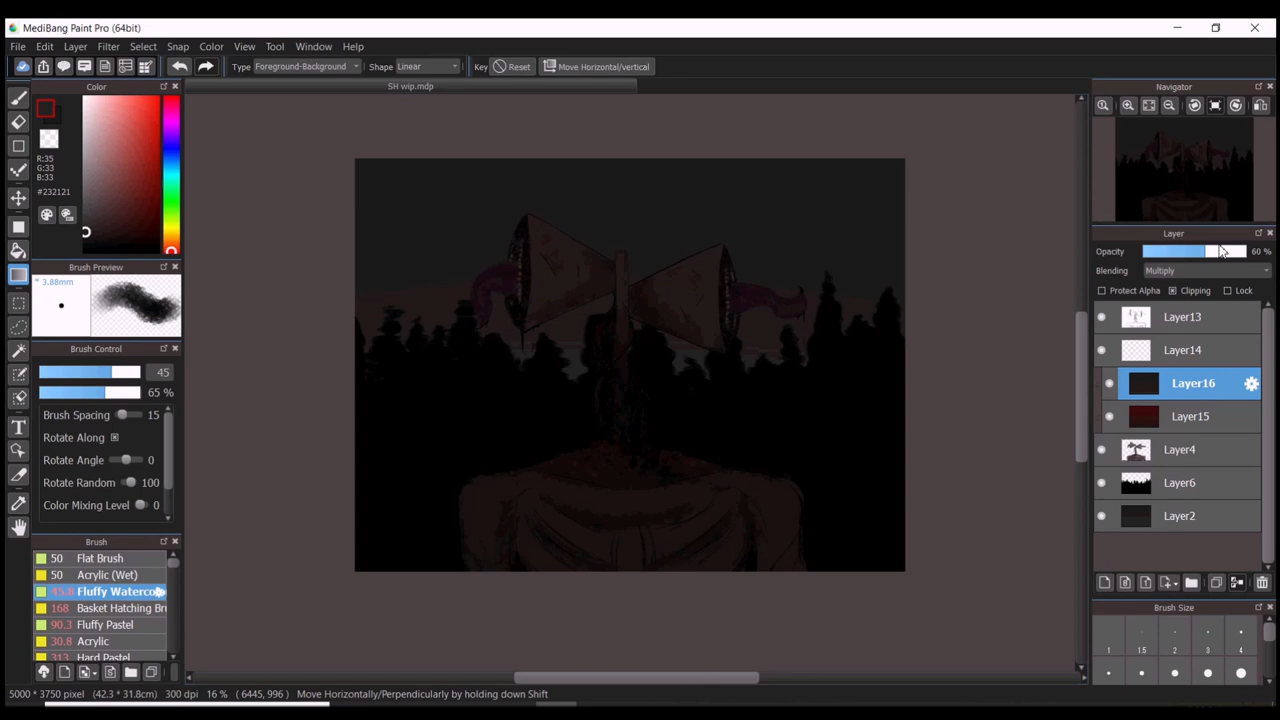 MediBang Paint Pro (64bit)
File Edit Layer Filter Select Snap Color View Tool Window Help
Type Foreground-Background Shape Linear Key Reset Move Horizontal/vertical
Color
SH wip.mdp
Navigator
R:35
G:33
B:33
#232121
Layer
Opacity 60 %
Blending Multiply
Protect Alpha Clipping Lock
Brush Preview
3.88mm
Layer13
Layer14
Layer16
Layer15
Layer4
Layer6
Layer2
Brush Control
45
65 %
Brush Spacing 15
Rotate Along
Rotate Angle 0
Rotate Random 100
Color Mixing Level 0
Brush
50 Flat Brush
50 Acrylic (Wet)
45.8 Fluffy Waterco
168 Basket Hatching Bru
90.3 Fluffy Pastel
30.8 Acrylic
313 Hard Pastel
Brush Size
1 1.5 2 3 4
5000 * 3750 pixel (42.3 * 31.8cm) 300 dpi 16 % (6445, 996) Move Horizontally/Perpendicularly by holding down Shift